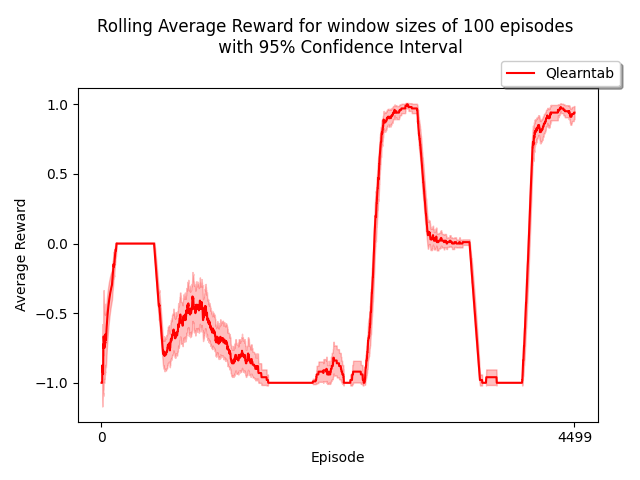 Rolling Average Reward for window sizes of 100 episodes
with 95% Confidence Interval
Qlearntab
1.0
0.5
0.0
−0.5
−1.0
Average Reward
0
4499
Episode